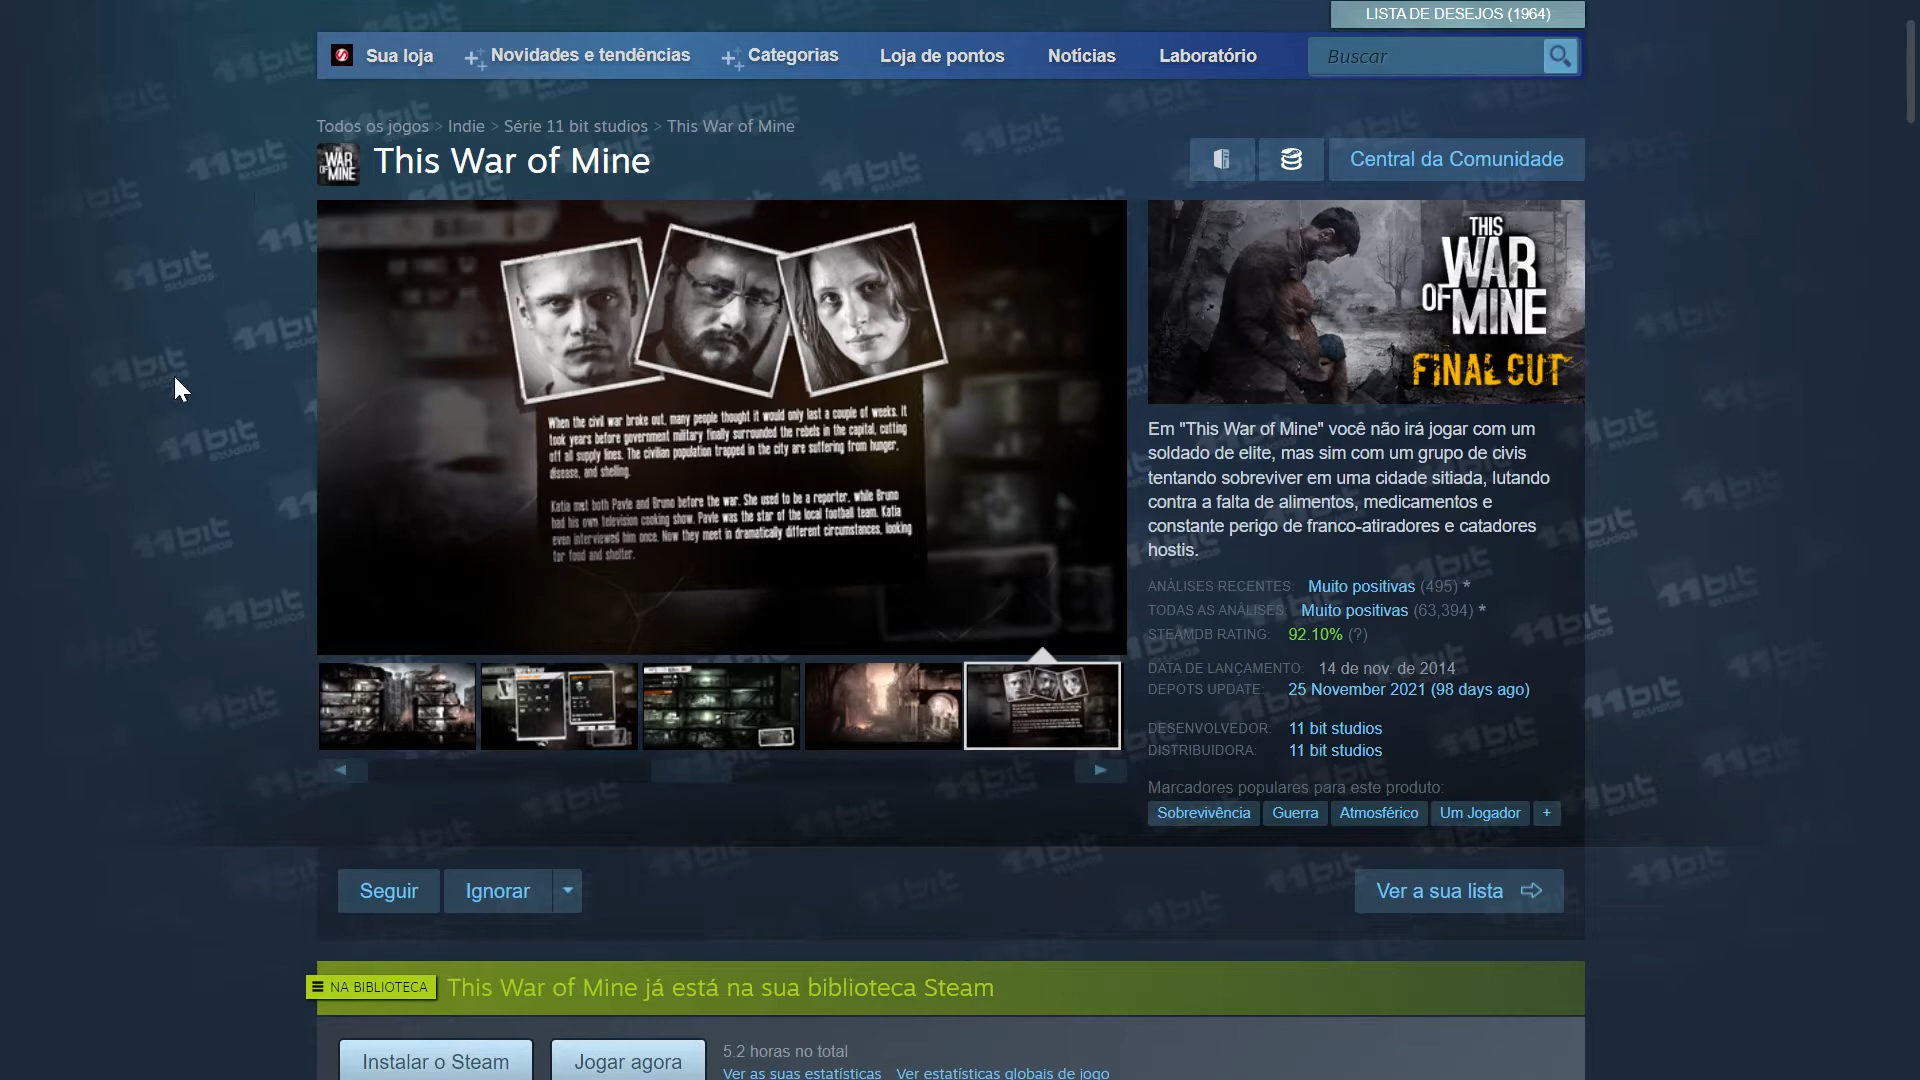 LISTA DE DESEJOS (1964)
Sua loja
Novidades e tendências
Categorias
Loja de pontos
Notícias
Laboratório
Buscar
Todos os jogos > Indie > Série 11 bit studios > This War of Mine
This War of Mine
Central da Comunidade
When the civil war broke out, many people thought it would only last a couple of weeks. It
took years before government military finally surrounded the rebels in the capital, cutting
off all supply lines. The civilian population trapped in the city are suffering from hunger,
disease, and shelling.
Katia met both Pavle and Bruno before the war. She used to be a reporter, while Bruno
had his own television cooking show. Pavle was the star of the local football team. Katia
even interviewed him once. Now they meet in dramatically different circumstances, looking
for food and shelter.
THIS
WAR
OF MINE
FINAL CUT
Em "This War of Mine" você não irá jogar com um
soldado de elite, mas sim com um grupo de civis
tentando sobreviver em uma cidade sitiada, lutando
contra a falta de alimentos, medicamentos e
constante perigo de franco-atiradores e catadores
hostis.
ANÁLISES RECENTES: Muito positivas (495) *
TODAS AS ANÁLISES: Muito positivas (63,394) *
STEAMDB RATING: 92.10% (?)
DATA DE LANÇAMENTO: 14 de nov. de 2014
DEPOTS UPDATE: 25 November 2021 (98 days ago)
DESENVOLVEDOR: 11 bit studios
DISTRIBUIDORA: 11 bit studios
Marcadores populares para este produto:
Sobrevivência
Guerra
Atmosférico
Um Jogador
+
Seguir
Ignorar
Ver a sua lista
NA BIBLIOTECA
This War of Mine já está na sua biblioteca Steam
Instalar o Steam
Jogar agora
5.2 horas no total
Ver as suas estatísticas
Ver estatísticas globais de jogo